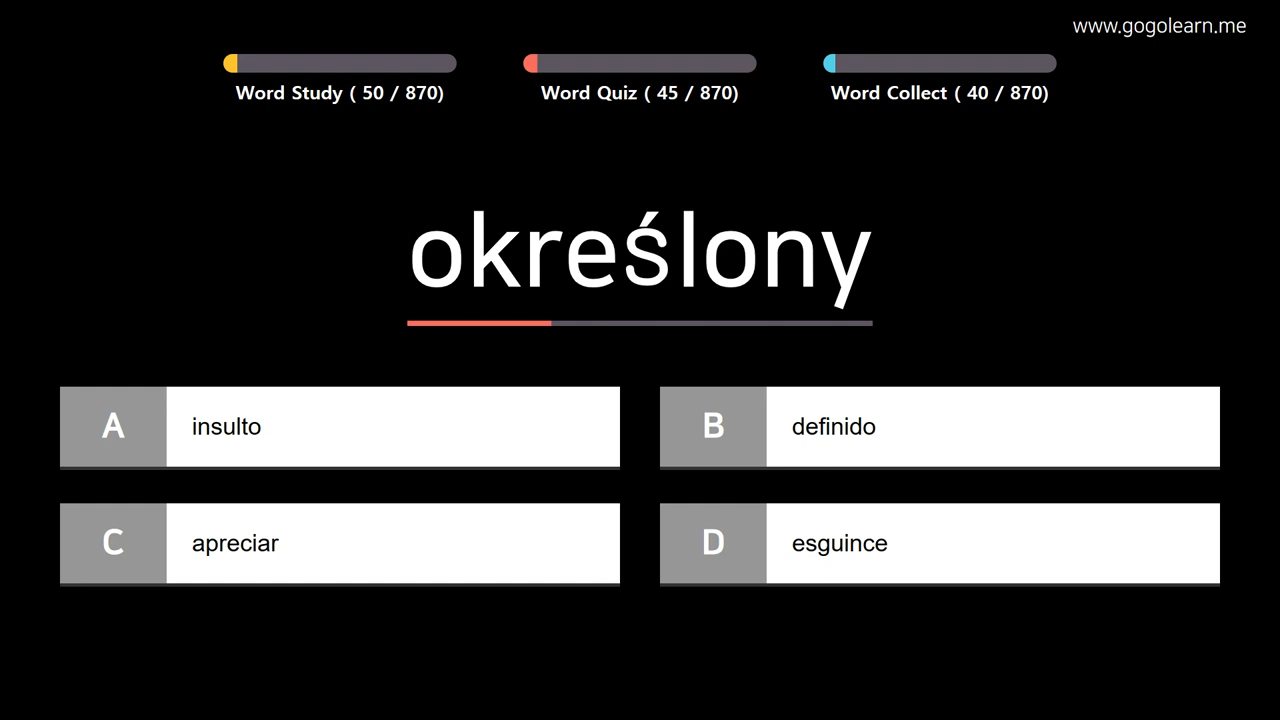 www.gogolearn.me
Word Study ( 50 / 870)
Word Quiz ( 45 / 870)
Word Collect ( 40 / 870)
określony
A
insulto
B
definido
C
apreciar
D
esguince